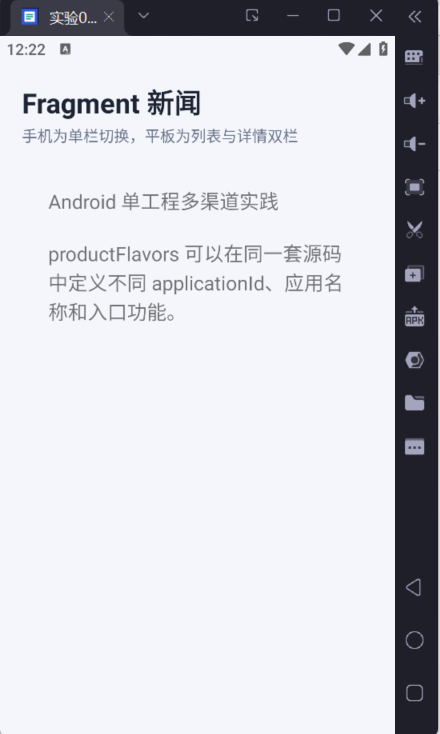 实验0...
12:22
A
Fragment 新闻
手机为单栏切换，平板为列表与详情双栏
Android 单工程多渠道实践
productFlavors 可以在同一套源码
中定义不同 applicationId、应用名
称和入口功能。
APK